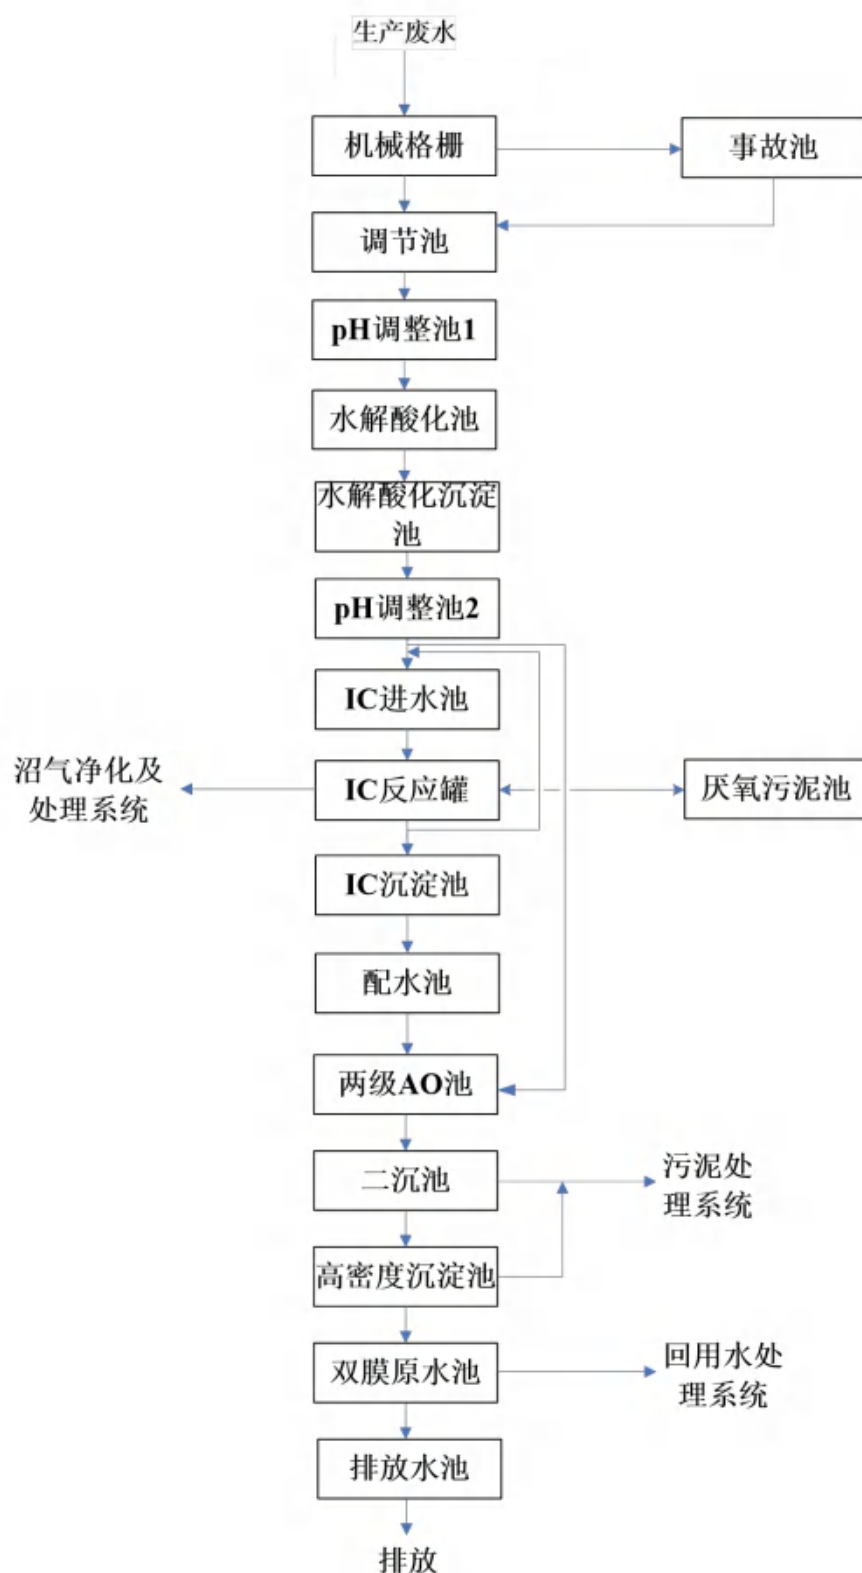 生产废水
机械格栅
事故池
调节池
pH调整池1
水解酸化池
水解酸化沉淀
池
pH调整池2
IC进水池
沼气净化及
处理系统
IC反应罐
厌氧污泥池
IC沉淀池
配水池
两级AO池
二沉池
污泥处
理系统
高密度沉淀池
双膜原水池
回用水处
理系统
排放水池
排放